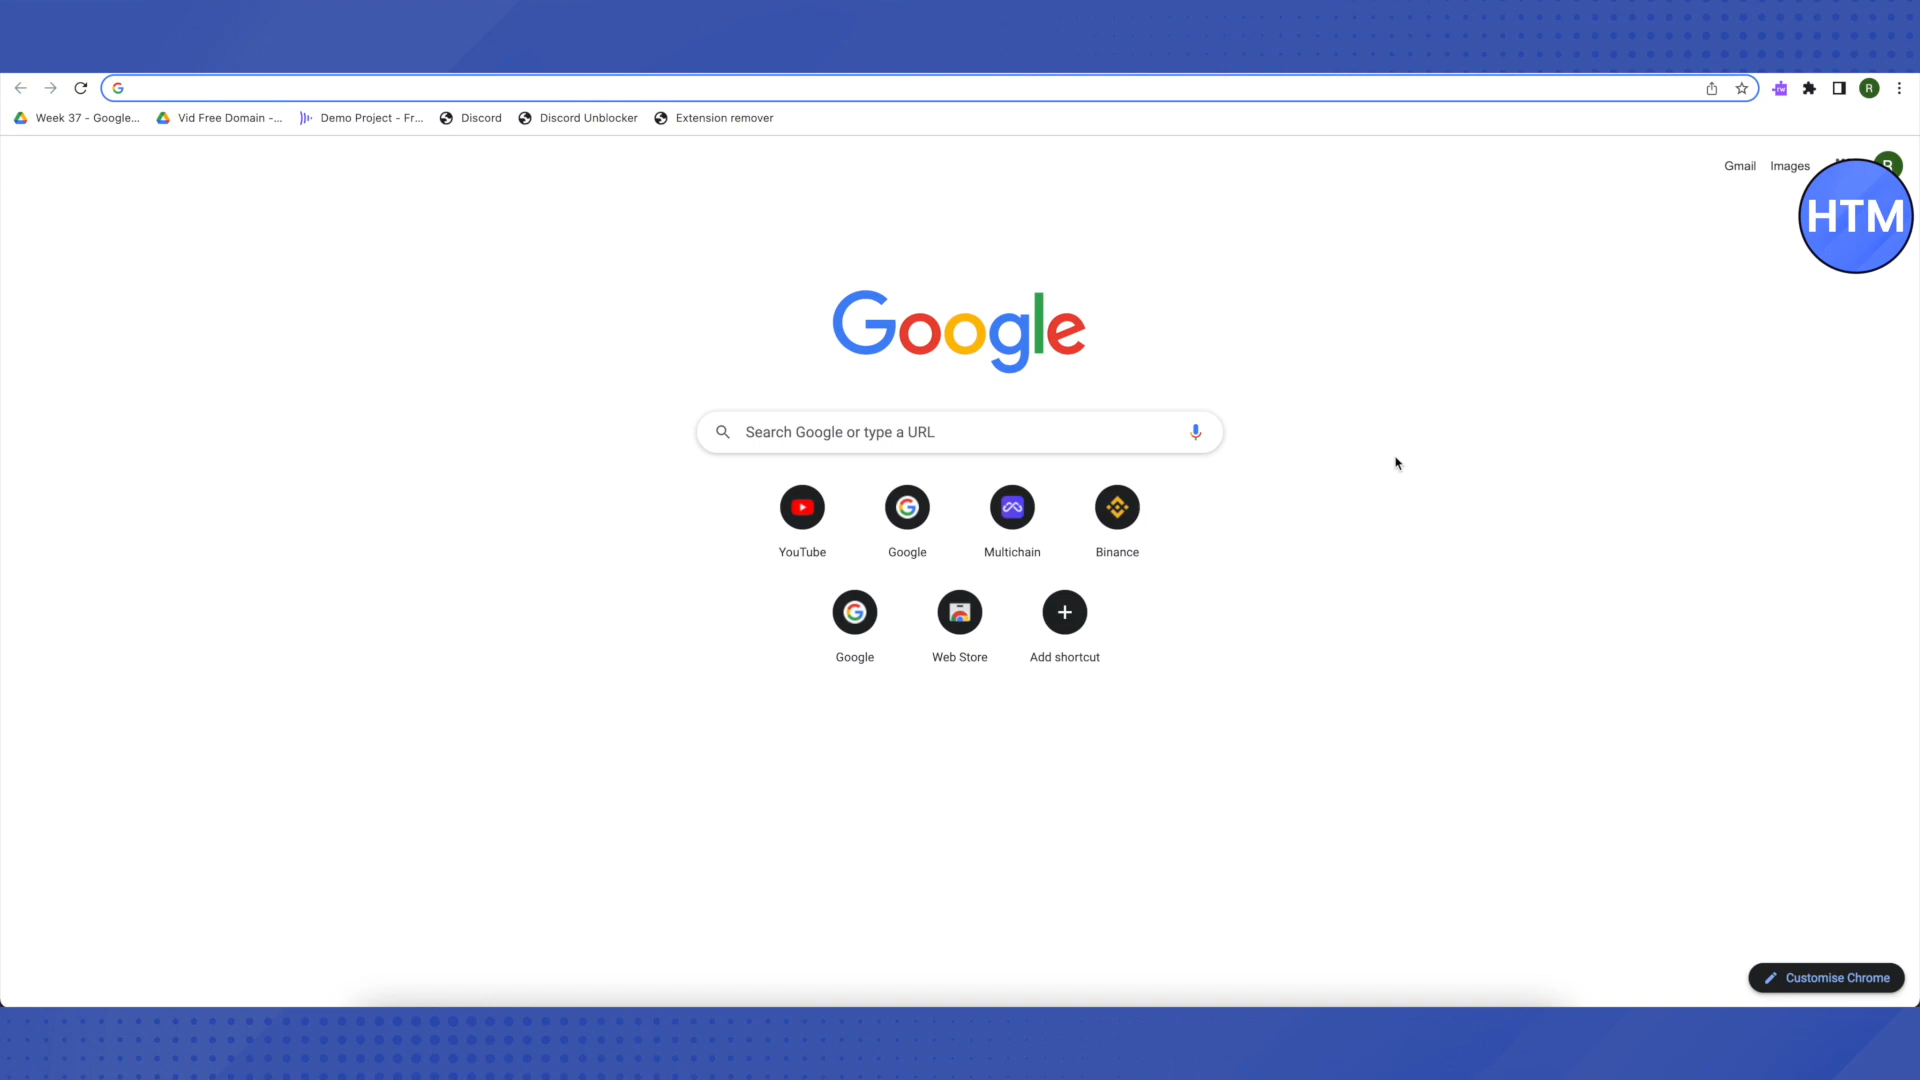 Week 37 - Google...
Vid Free Domain -...
Demo Project - Fr...
Discord
Discord Unblocker
Extension remover
R
Gmail
Images
HTM
Google
Search Google or type a URL
YouTube
Google
Multichain
Binance
Google
Web Store
Add shortcut
Customise Chrome